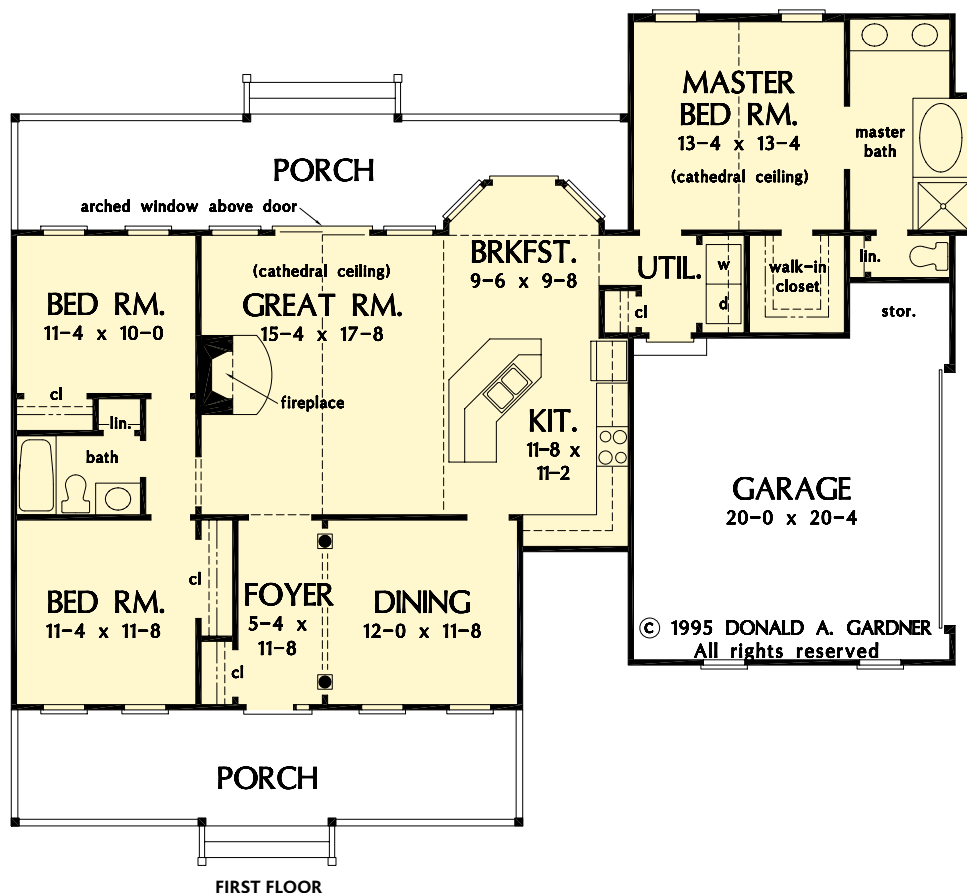 MASTER
BED RM.
13-4 x 13-4
(cathedral ceiling)
master
bath
PORCH
arched window above door
BRKFST.
9-6 x 9-8
UTIL.
w
d
cl
walk-in
closet
lin.
stor.
BED RM.
11-4 x 10-0
(cathedral ceiling)
GREAT RM.
15-4 x 17-8
fireplace
cl
lin.
bath
KIT.
11-8 x
11-2
GARAGE
20-0 x 20-4
BED RM.
11-4 x 11-8
cl
FOYER
5-4 x
11-8
cl
DINING
12-0 x 11-8
© 1995 DONALD A. GARDNER
All rights reserved
PORCH
FIRST FLOOR